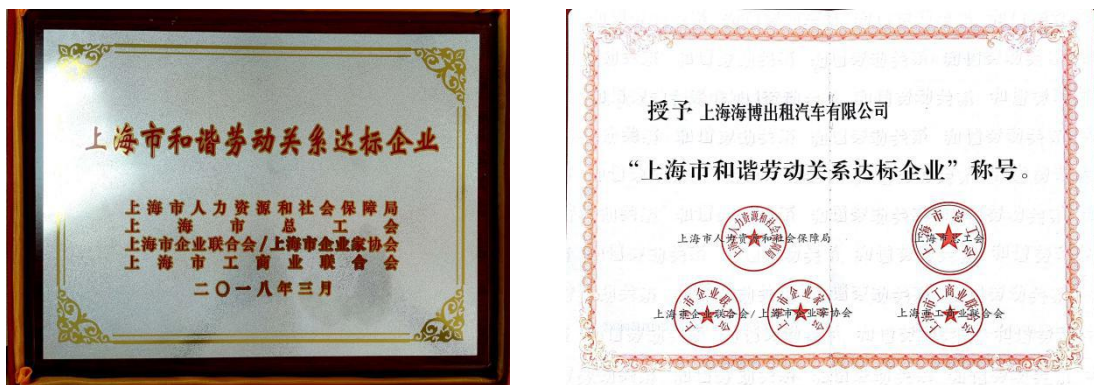 上海市和谐劳动关系达标企业
上海市人力资源和社会保障局
上海市总工会
上海市企业联合会/上海市企业家协会
上海市工商业联合会
二〇一八年三月
授予 上海海博出租汽车有限公司
“上海市和谐劳动关系达标企业”称号。
上海市人力资源和社会保障局
上海市总工会
上海市企业联合会/上海市企业家协会
上海市工商业联合会